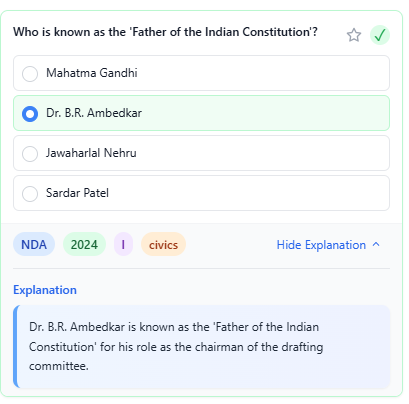 Who is known as the 'Father of the Indian Constitution'?
Mahatma Gandhi
Dr. B.R. Ambedkar
Jawaharlal Nehru
Sardar Patel
NDA 2024 I civics Hide Explanation
Explanation
Dr. B.R. Ambedkar is known as the 'Father of the Indian
Constitution' for his role as the chairman of the drafting
committee.